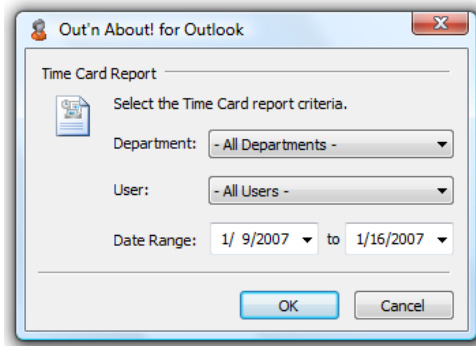 Out'n About! for Outlook
Time Card Report
Select the Time Card report criteria.
Department: - All Departments -
User: - All Users -
Date Range: 1/ 9/2007 to 1/16/2007
OK Cancel